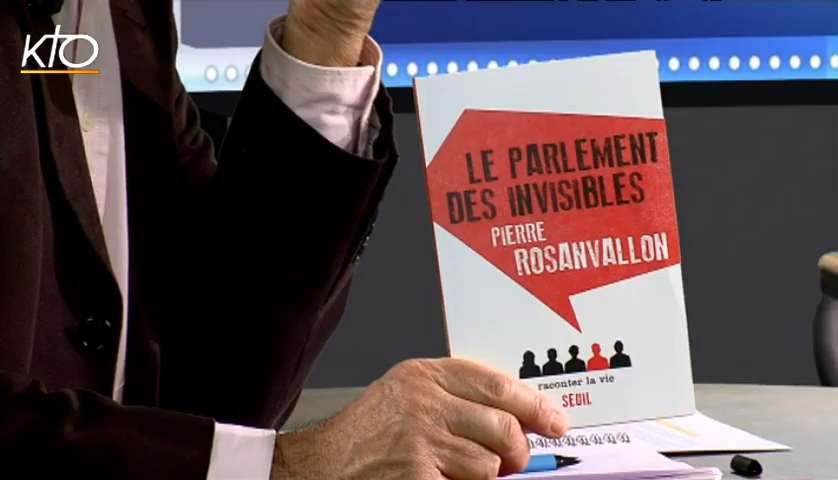 KTO
LE PARLEMENT
DES INVISIBLES
PIERRE
ROSANVALLON
raconter la vie
SEUIL